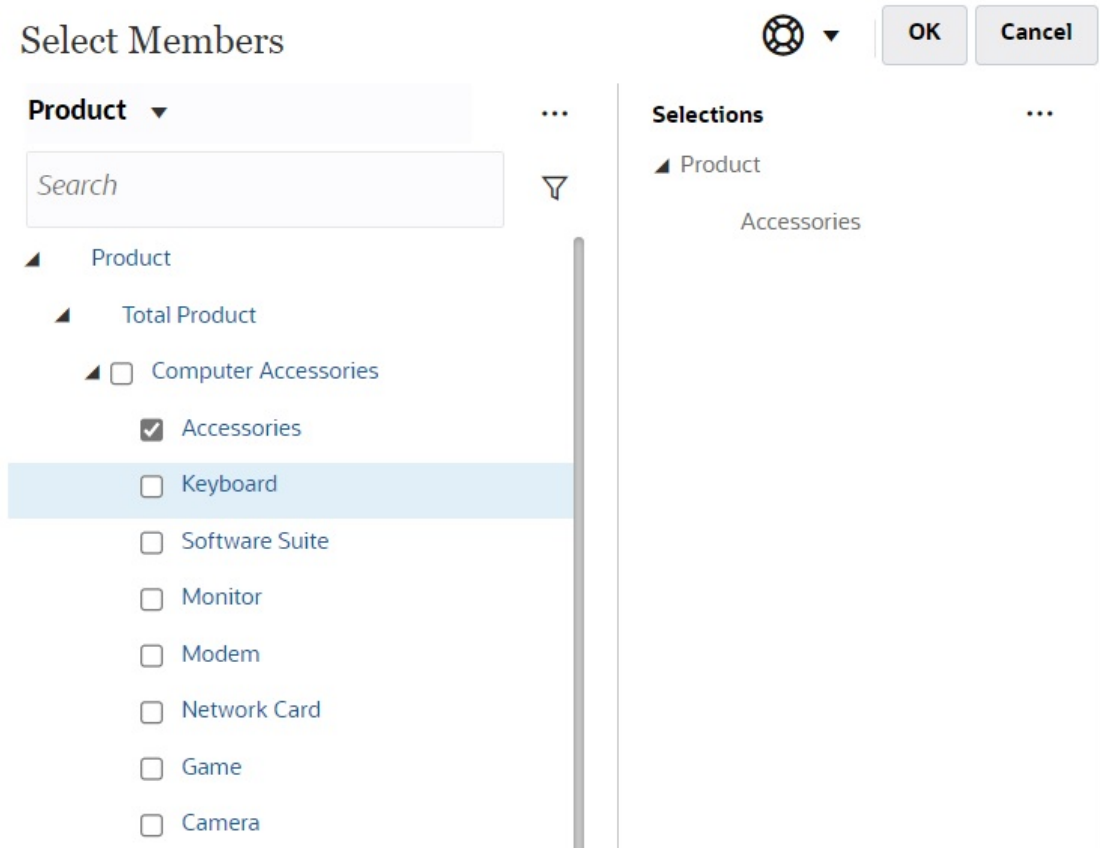 Select Members
OK
Cancel
Product
...
Search
Product
Total Product
Computer Accessories
Accessories
Keyboard
Software Suite
Monitor
Modem
Network Card
Game
Camera
Selections
...
Product
Accessories